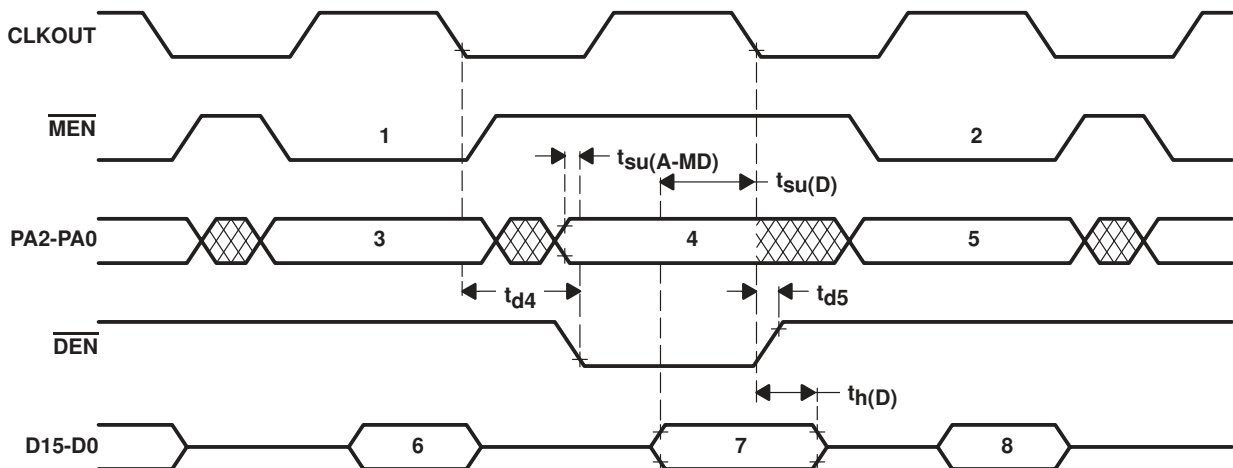 CLKOUT
MEN
1
2
tsu(A-MD)
tsu(D)
PA2-PA0
3
4
5
td4
td5
DEN
th(D)
D15-D0
6
7
8